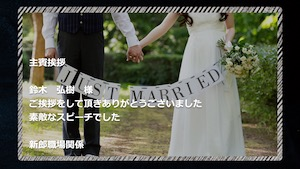 主賓挨拶
JUST MARRIED
鈴木　弘樹　様
ご挨拶をして頂きありがとうございました
素敵なスピーチでした
新郎職場関係